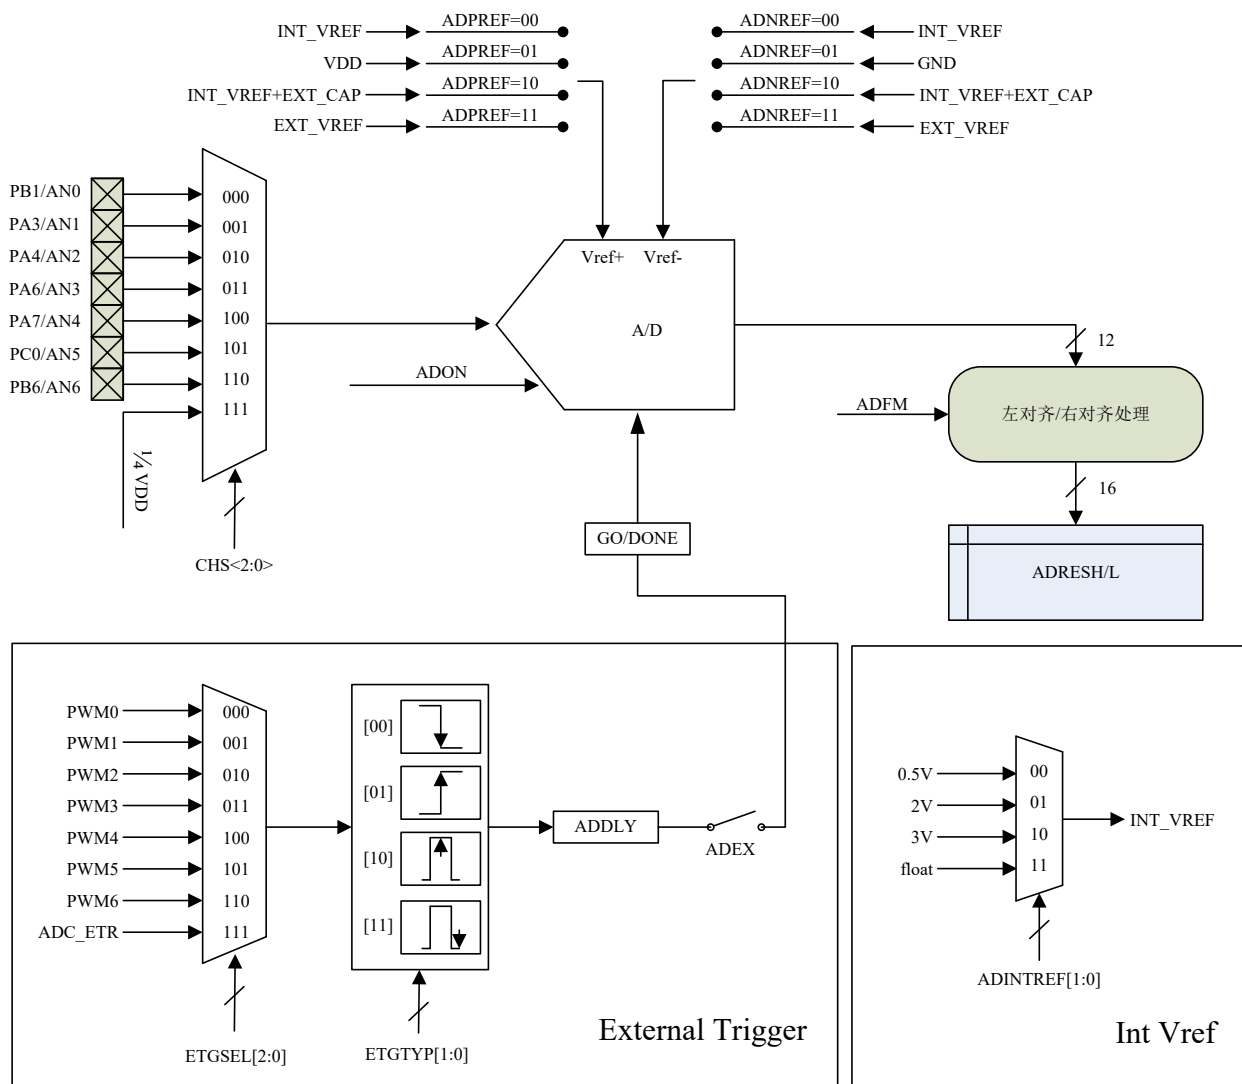 INT_VREF ADPREF=00 ADNREF=00 INT_VREF
VDD ADPREF=01 ADNREF=01 GND
INT_VREF+EXT_CAP ADPREF=10 ADNREF=10 INT_VREF+EXT_CAP
EXT_VREF ADPREF=11 ADNREF=11 EXT_VREF
PB1/AN0 000
PA3/AN1 001
PA4/AN2 010
PA6/AN3 011
PA7/AN4 100
PC0/AN5 101
PB6/AN6 110
111
¼ VDD
CHS<2:0>
Vref+ Vref-
A/D
ADON
12
ADFM
左对齐/右对齐处理
16
GO/DONE
ADRESH/L
PWM0 000
PWM1 001
PWM2 010
PWM3 011
PWM4 100
PWM5 101
PWM6 110
ADC_ETR 111
ETGSEL[2:0]
[00]
[01]
[10]
[11]
ETGTYP[1:0]
ADDLY
ADEX
External Trigger
0.5V 00
2V 01
3V 10
float 11
INT_VREF
ADINTREF[1:0]
Int Vref